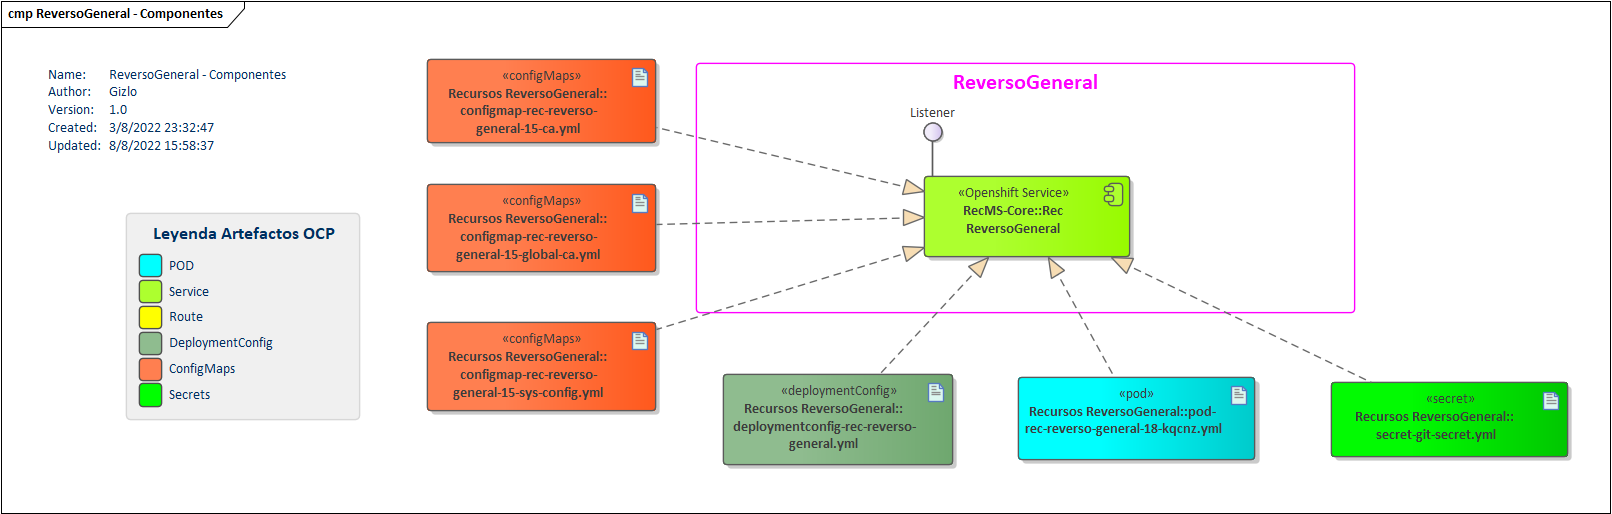 cmp ReversoGeneral - Componentes
Name: ReversoGeneral - Componentes
Author: Gizlo
Version: 1.0
Created: 3/8/2022 23:32:47
Updated: 8/8/2022 15:58:37
Leyenda Artefactos OCP
POD
Service
Route
DeploymentConfig
ConfigMaps
Secrets
«configMaps»
Recursos ReversoGeneral::
configmap-rec-reverso-
general-15-ca.yml
«configMaps»
Recursos ReversoGeneral::
configmap-rec-reverso-
general-15-global-ca.yml
«configMaps»
Recursos ReversoGeneral::
configmap-rec-reverso-
general-15-sys-config.yml
ReversoGeneral
Listener
«Openshift Service»
RecMS-Core::Rec
ReversoGeneral
«deploymentConfig»
Recursos ReversoGeneral::
deploymentconfig-rec-reverso-
general.yml
«pod»
Recursos ReversoGeneral::pod-
rec-reverso-general-18-kqcnz.yml
«secret»
Recursos ReversoGeneral::
secret-git-secret.yml